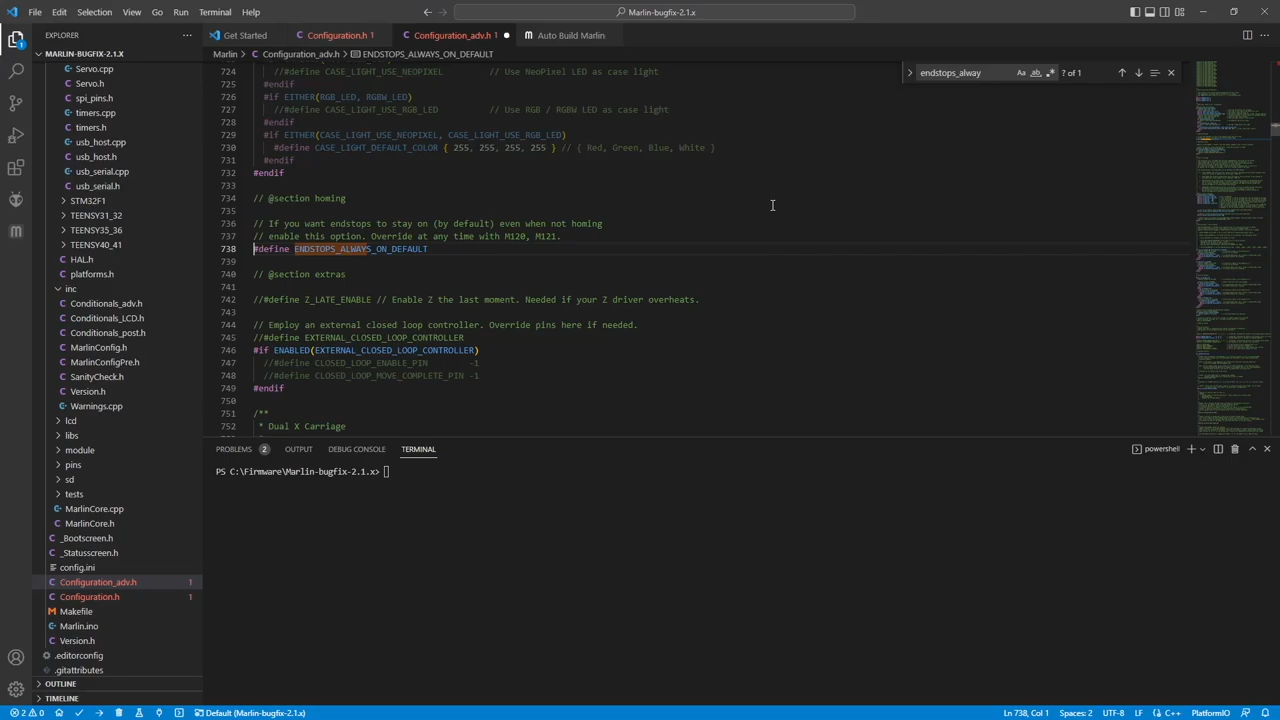 File Edit Selection View Go Run Terminal Help
Marlin-bugfix-2.1.x
EXPLORER
MARLIN-BUGFIX-2.1.X
Servo.cpp
Servo.h
spi_pins.h
timers.cpp
timers.h
usb_host.cpp
usb_host.h
usb_serial.cpp
usb_serial.h
STM32F1
TEENSY31_32
TEENSY35_36
TEENSY40_41
HAL.h
platforms.h
inc
Conditionals_adv.h
Conditionals_LCD.h
Conditionals_post.h
MarlinConfig.h
MarlinConfigPre.h
SanityCheck.h
Version.h
Warnings.cpp
lcd
libs
module
pins
sd
tests
MarlinCore.cpp
MarlinCore.h
_Bootscreen.h
_Statusscreen.h
config.ini
Configuration_adv.h 1
Configuration.h 1
Makefile
Marlin.ino
Version.h
.editorconfig
.gitattributes
OUTLINE
TIMELINE
Get Started Configuration.h 1 Configuration_adv.h 1 Auto Build Marlin
Marlin > Configuration_adv.h > ENDSTOPS_ALWAYS_ON_DEFAULT
endstops_alway Aa ab .* ? of 1
724 //#define CASE_LIGHT_USE_NEOPIXEL // Use NeoPixel LED as case light
725 #endif
726 #if EITHER(RGB_LED, RGBW_LED)
727 //#define CASE_LIGHT_USE_RGB_LED // Use RGB / RGBW LED as case light
728 #endif
729 #if EITHER(CASE_LIGHT_USE_NEOPIXEL, CASE_LIGHT_USE_RGB_LED)
730 #define CASE_LIGHT_DEFAULT_COLOR { 255, 255, 255, 255 } // { Red, Green, Blue, White }
731 #endif
732 #endif
733
734 // @section homing
735
736 // If you want endstops to stay on (by default) even when not homing
737 // enable this option. Override at any time with M120, M121.
738 #define ENDSTOPS_ALWAYS_ON_DEFAULT
739
740 // @section extras
741
742 //#define Z_LATE_ENABLE // Enable Z the last moment. Needed if your Z driver overheats.
743
744 // Employ an external closed loop controller. Override pins here if needed.
745 //#define EXTERNAL_CLOSED_LOOP_CONTROLLER
746 #if ENABLED(EXTERNAL_CLOSED_LOOP_CONTROLLER)
747 //#define CLOSED_LOOP_ENABLE_PIN -1
748 //#define CLOSED_LOOP_MOVE_COMPLETE_PIN -1
749 #endif
750
751 /**
752 * Dual X Carriage
PROBLEMS 2 OUTPUT DEBUG CONSOLE TERMINAL powershell
PS C:\Firmware\Marlin-bugfix-2.1.x>
2 0 Default (Marlin-bugfix-2.1.x) Ln 738, Col 1 Spaces: 2 UTF-8 LF C++ PlatformIO